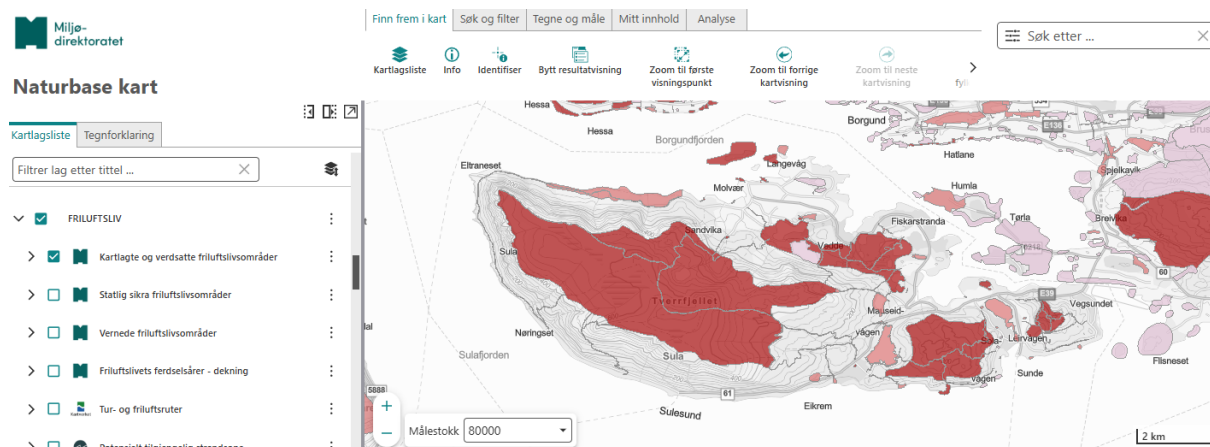 Miljø-
direktoratet
Naturbase kart
Finn frem i kart
Søk og filter
Tegne og måle
Mitt innhold
Analyse
Kartlagsliste
Info
Identifiser
Bytt resultatvisning
Zoom til første
visningspunkt
Zoom til forrige
kartvisning
Zoom til neste
kartvisning
Søk etter ...
Kartlagsliste
Tegnforklaring
Filtrer lag etter tittel ...
FRILUFTSLIV
Kartlagte og verdsatte friluftslivsområder
Statlig sikra friluftslivsområder
Vernede friluftslivsområder
Friluftslivets ferdselsårer - dekning
Tur- og friluftsruter
Hessa
Hessa
Borgundfjorden
Borgund
E136
Hatlane
Spjelkavik
Eltraneset
Langevåg
Molvær
Humla
Fiskarstranda
Tørla
Breivika
Sandvika
Vedde
Sula
60
Tverrfjellet
E39
Vegsundet
Mauseid-
vågen
Nøringset
Sulafjorden
Sula
Leirvågen
Flisneset
Sunde
Sula-
vågen
5888
61
Eikrem
Sulesund
+
−
Målestokk
80000
2 km